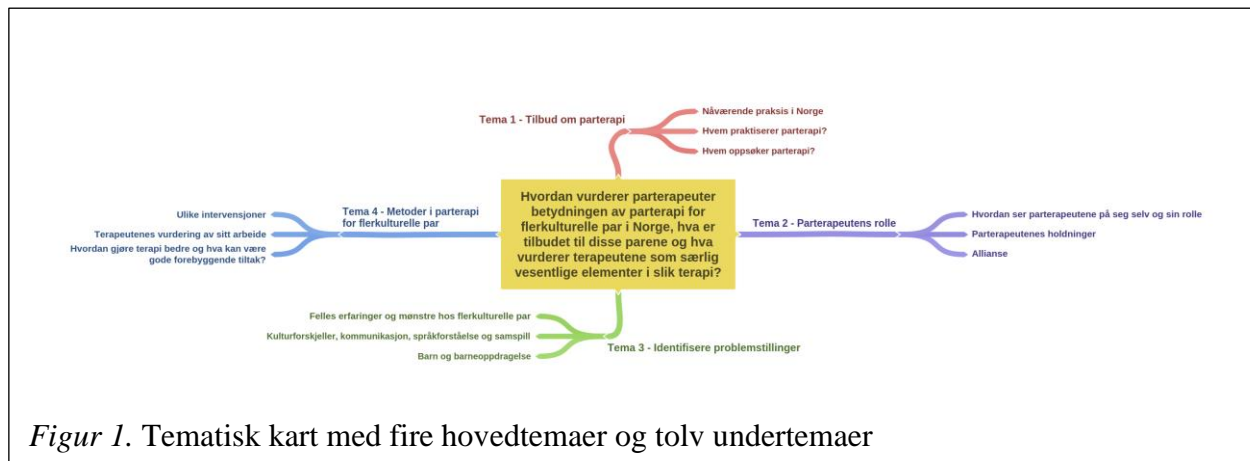 Tema 1 - Tilbud om parterapi
Nåværende praksis i Norge
Hvem praktiserer parterapi?
Hvem oppsøker parterapi?
Hvordan vurderer parterapeuter
betydningen av parterapi for
flerkulturelle par i Norge, hva er
tilbudet til disse parene og hva
vurderer terapeutene som særlig
vesentlige elementer i slik terapi?
Tema 2 - Parterapeutens rolle
Hvordan ser parterapeutene på seg selv og sin rolle
Parterapeutenes holdninger
Allianse
Tema 4 - Metoder i parterapi
for flerkulturelle par
Ulike intervensjoner
Terapeutenes vurdering av sitt arbeide
Hvordan gjøre terapi bedre og hva kan være
gode forebyggende tiltak?
Tema 3 - Identifisere problemstillinger
Felles erfaringer og mønstre hos flerkulturelle par
Kulturforskjeller, kommunikasjon, språkforståelse og samspill
Barn og barneoppdragelse
Figur 1. Tematisk kart med fire hovedtemaer og tolv undertemaer